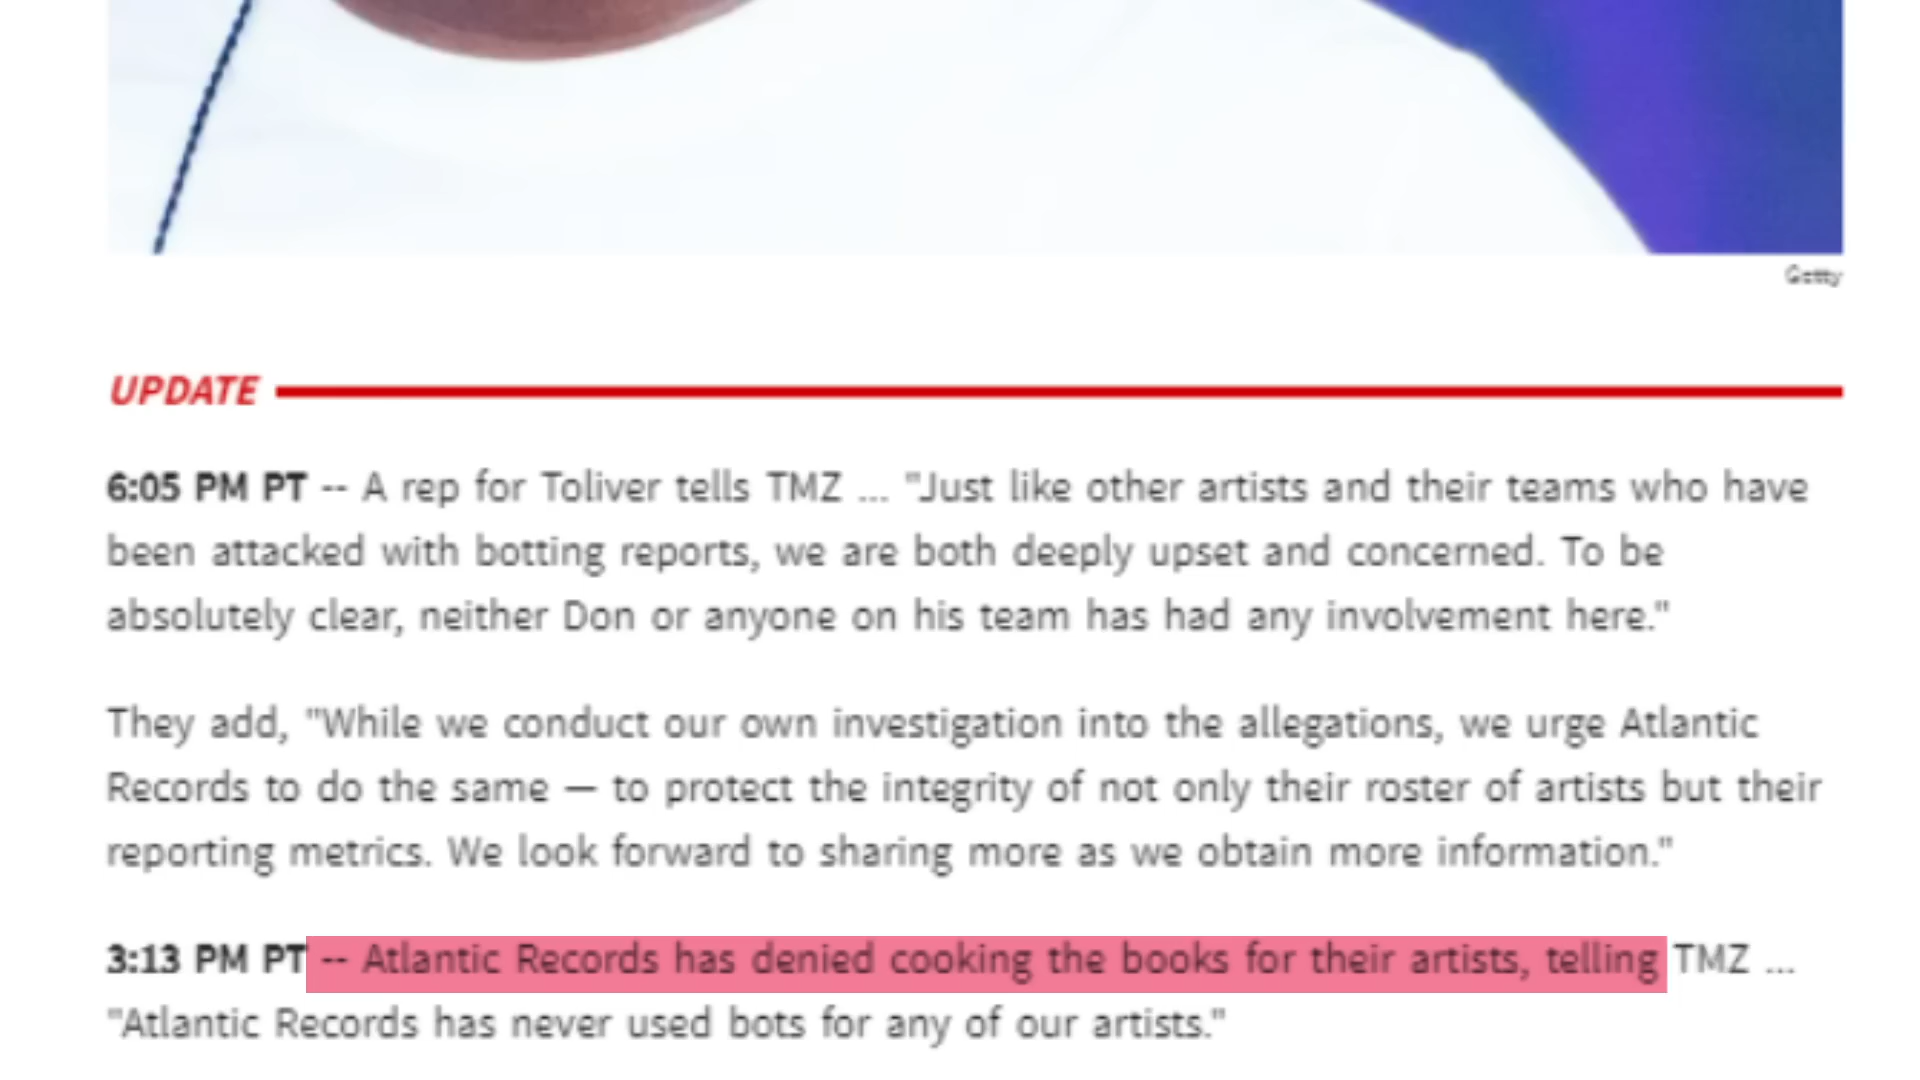 Getty
UPDATE
6:05 PM PT -- A rep for Toliver tells TMZ ... "Just like other artists and their teams who have
been attacked with botting reports, we are both deeply upset and concerned. To be
absolutely clear, neither Don or anyone on his team has had any involvement here."
They add, "While we conduct our own investigation into the allegations, we urge Atlantic
Records to do the same — to protect the integrity of not only their roster of artists but their
reporting metrics. We look forward to sharing more as we obtain more information."
3:13 PM PT -- Atlantic Records has denied cooking the books for their artists, telling TMZ ...
"Atlantic Records has never used bots for any of our artists."